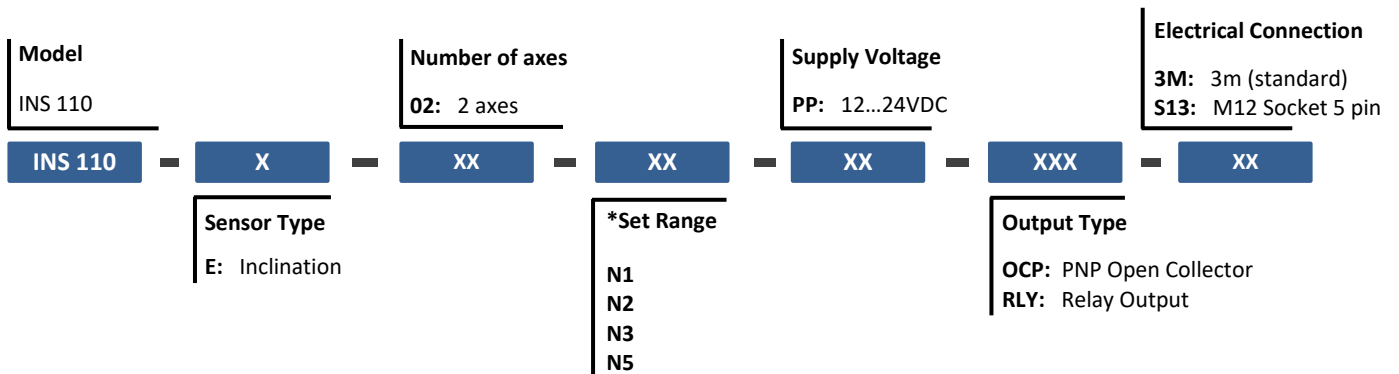 Model
INS 110
Number of axes
02: 2 axes
Supply Voltage
PP: 12...24VDC
Electrical Connection
3M: 3m (standard)
S13: M12 Socket 5 pin
INS 110 - X - XX - XX - XX - XXX - XX
Sensor Type
E: Inclination
*Set Range
N1
N2
N3
N5
Output Type
OCP: PNP Open Collector
RLY: Relay Output